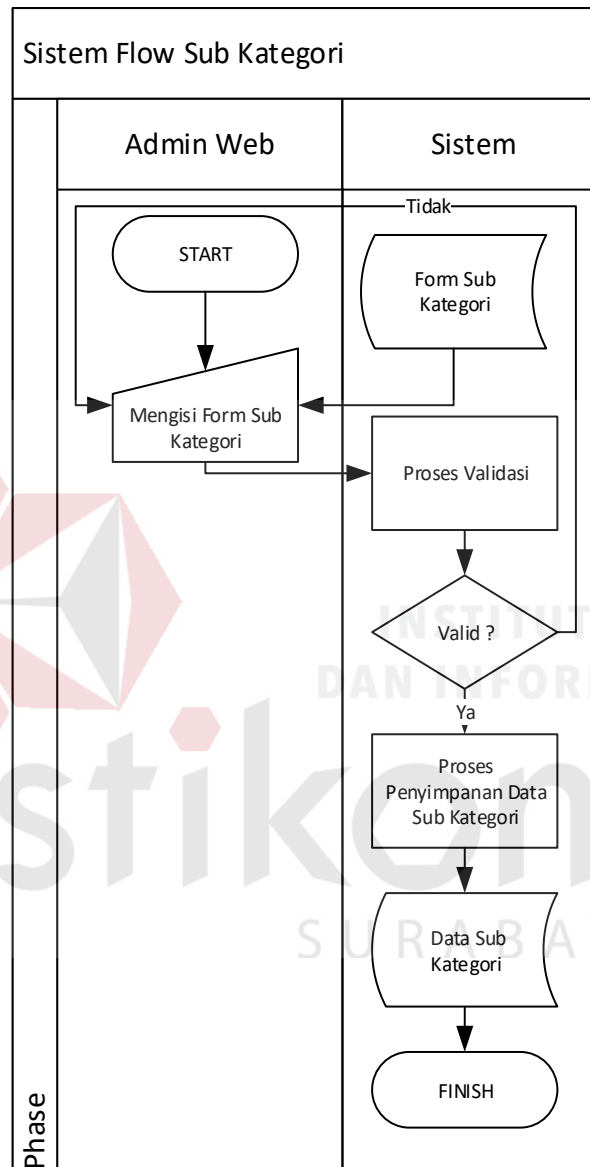 Sistem Flow Sub Kategori
Admin Web
Sistem
Tidak
START
Form Sub
Kategori
Mengisi Form Sub
Kategori
Proses Validasi
Valid ?
Ya
Proses
Penyimpanan Data
Sub Kategori
Data Sub
Kategori
FINISH
Phase
INSTITUT
DAN INFOR
stikom
SURABA